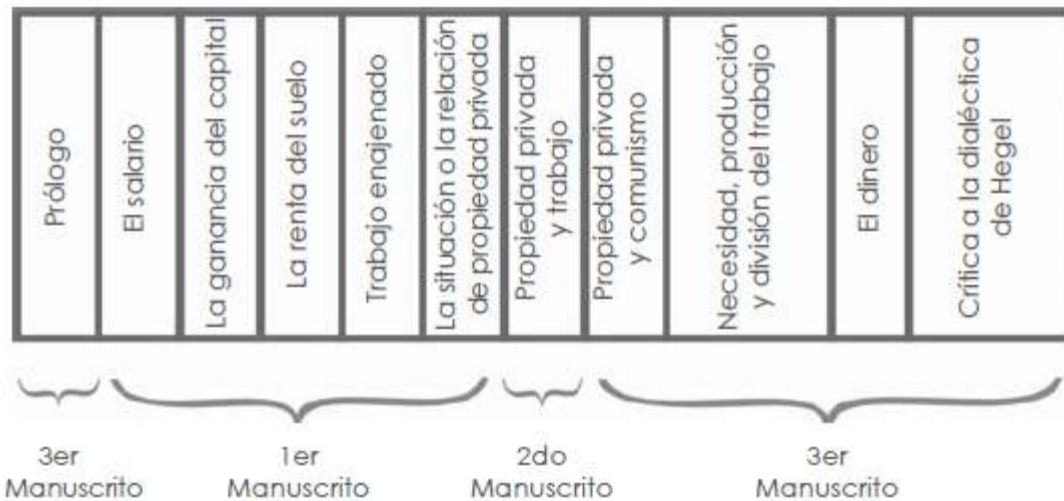 Prólogo
El salario
La ganancia del capital
La renta del suelo
Trabajo enajenado
La situación o la relación
de propiedad privada
Propiedad privada
y trabajo
Propiedad privada
y comunismo
Necesidad, producción
y división del trabajo
El dinero
Crítica a la dialéctica
de Hegel
3er
Manuscrito
1er
Manuscrito
2do
Manuscrito
3er
Manuscrito